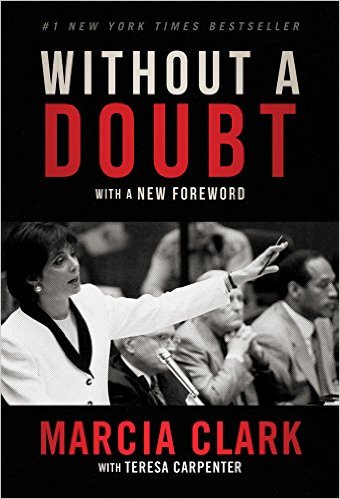 #1 NEW YORK TIMES BESTSELLER
WITHOUT A
DOUBT
WITH A NEW FOREWORD
MARCIA CLARK
WITH TERESA CARPENTER